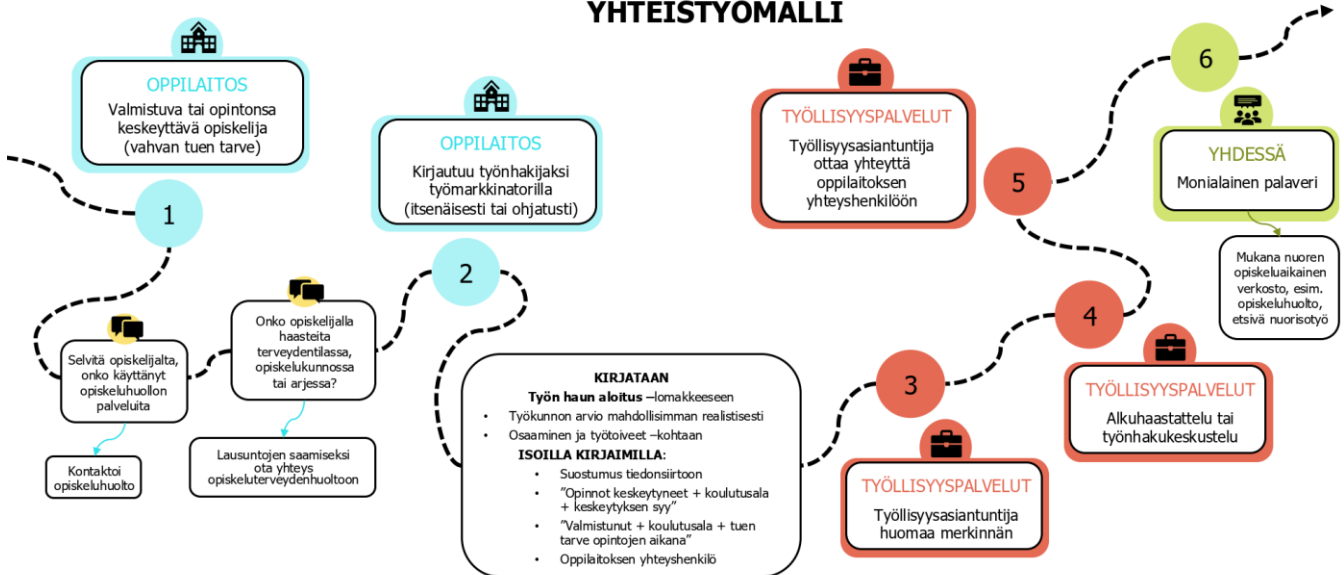 YHTEISTYÖMALLI
OPPILAITOS
Valmistuva tai opintonsa
keskeyttävä opiskelija
(vahvan tuen tarve)
1
Selvitä opiskelijalta,
onko käyttänyt
opiskeluhuollon
palveluita
Kontaktoi
opiskeluhuolto
Onko opiskelijalla
haasteita
terveydentilassa,
opiskelukunnossa
tai arjessa?
Lausuntojen saamiseksi
ota yhteys
opiskeluterveydenhuoltoon
OPPILAITOS
Kirjautuu työnhakijaksi
työmarkkinatorilla
(itsenäisesti tai ohjatusti)
2
KIRJATAAN
Työn haun aloitus –lomakkeeseen
• Työkunnon arvio mahdollisimman realistisesti
• Osaaminen ja työtoiveet –kohtaan
ISOILLA KIRJAIMILLA:
• Suostumus tiedonsiirtoon
• ”Opinnot keskeytyneet + koulutusala
+ keskeytyksen syy”
• ”Valmistunut + koulutusala + tuen
tarve opintojen aikana”
• Oppilaitoksen yhteyshenkilö
3
TYÖLLISYYSPALVELUT
Työllisyysasiantuntija
huomaa merkinnän
4
TYÖLLISYYSPALVELUT
Alkuhaastattelu tai
työnhakukeskustelu
5
TYÖLLISYYSPALVELUT
Työllisyysasiantuntija
ottaa yhteyttä
oppilaitoksen
yhteyshenkilöön
6
YHDESSÄ
Monialainen palaveri
Mukana nuoren
opiskeluaikainen
verkosto, esim.
opiskeluhuolto,
etsivä nuorisotyö